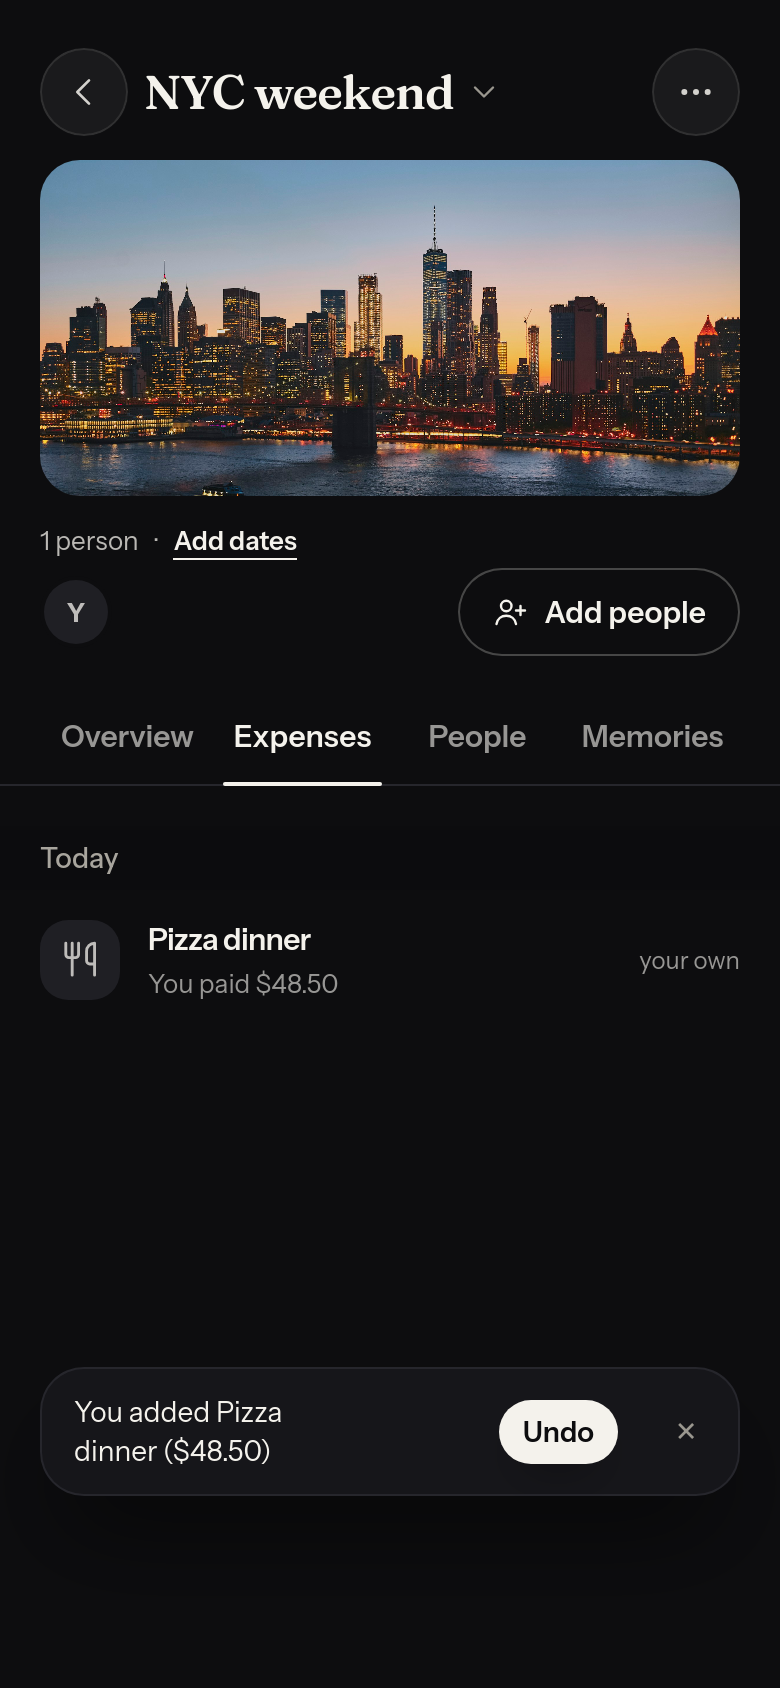 NYC weekend
1 person · Add dates
Y
Add people
Overview Expenses People Memories
Today
Pizza dinner
You paid $48.50
your own
You added Pizza
dinner ($48.50)
Undo